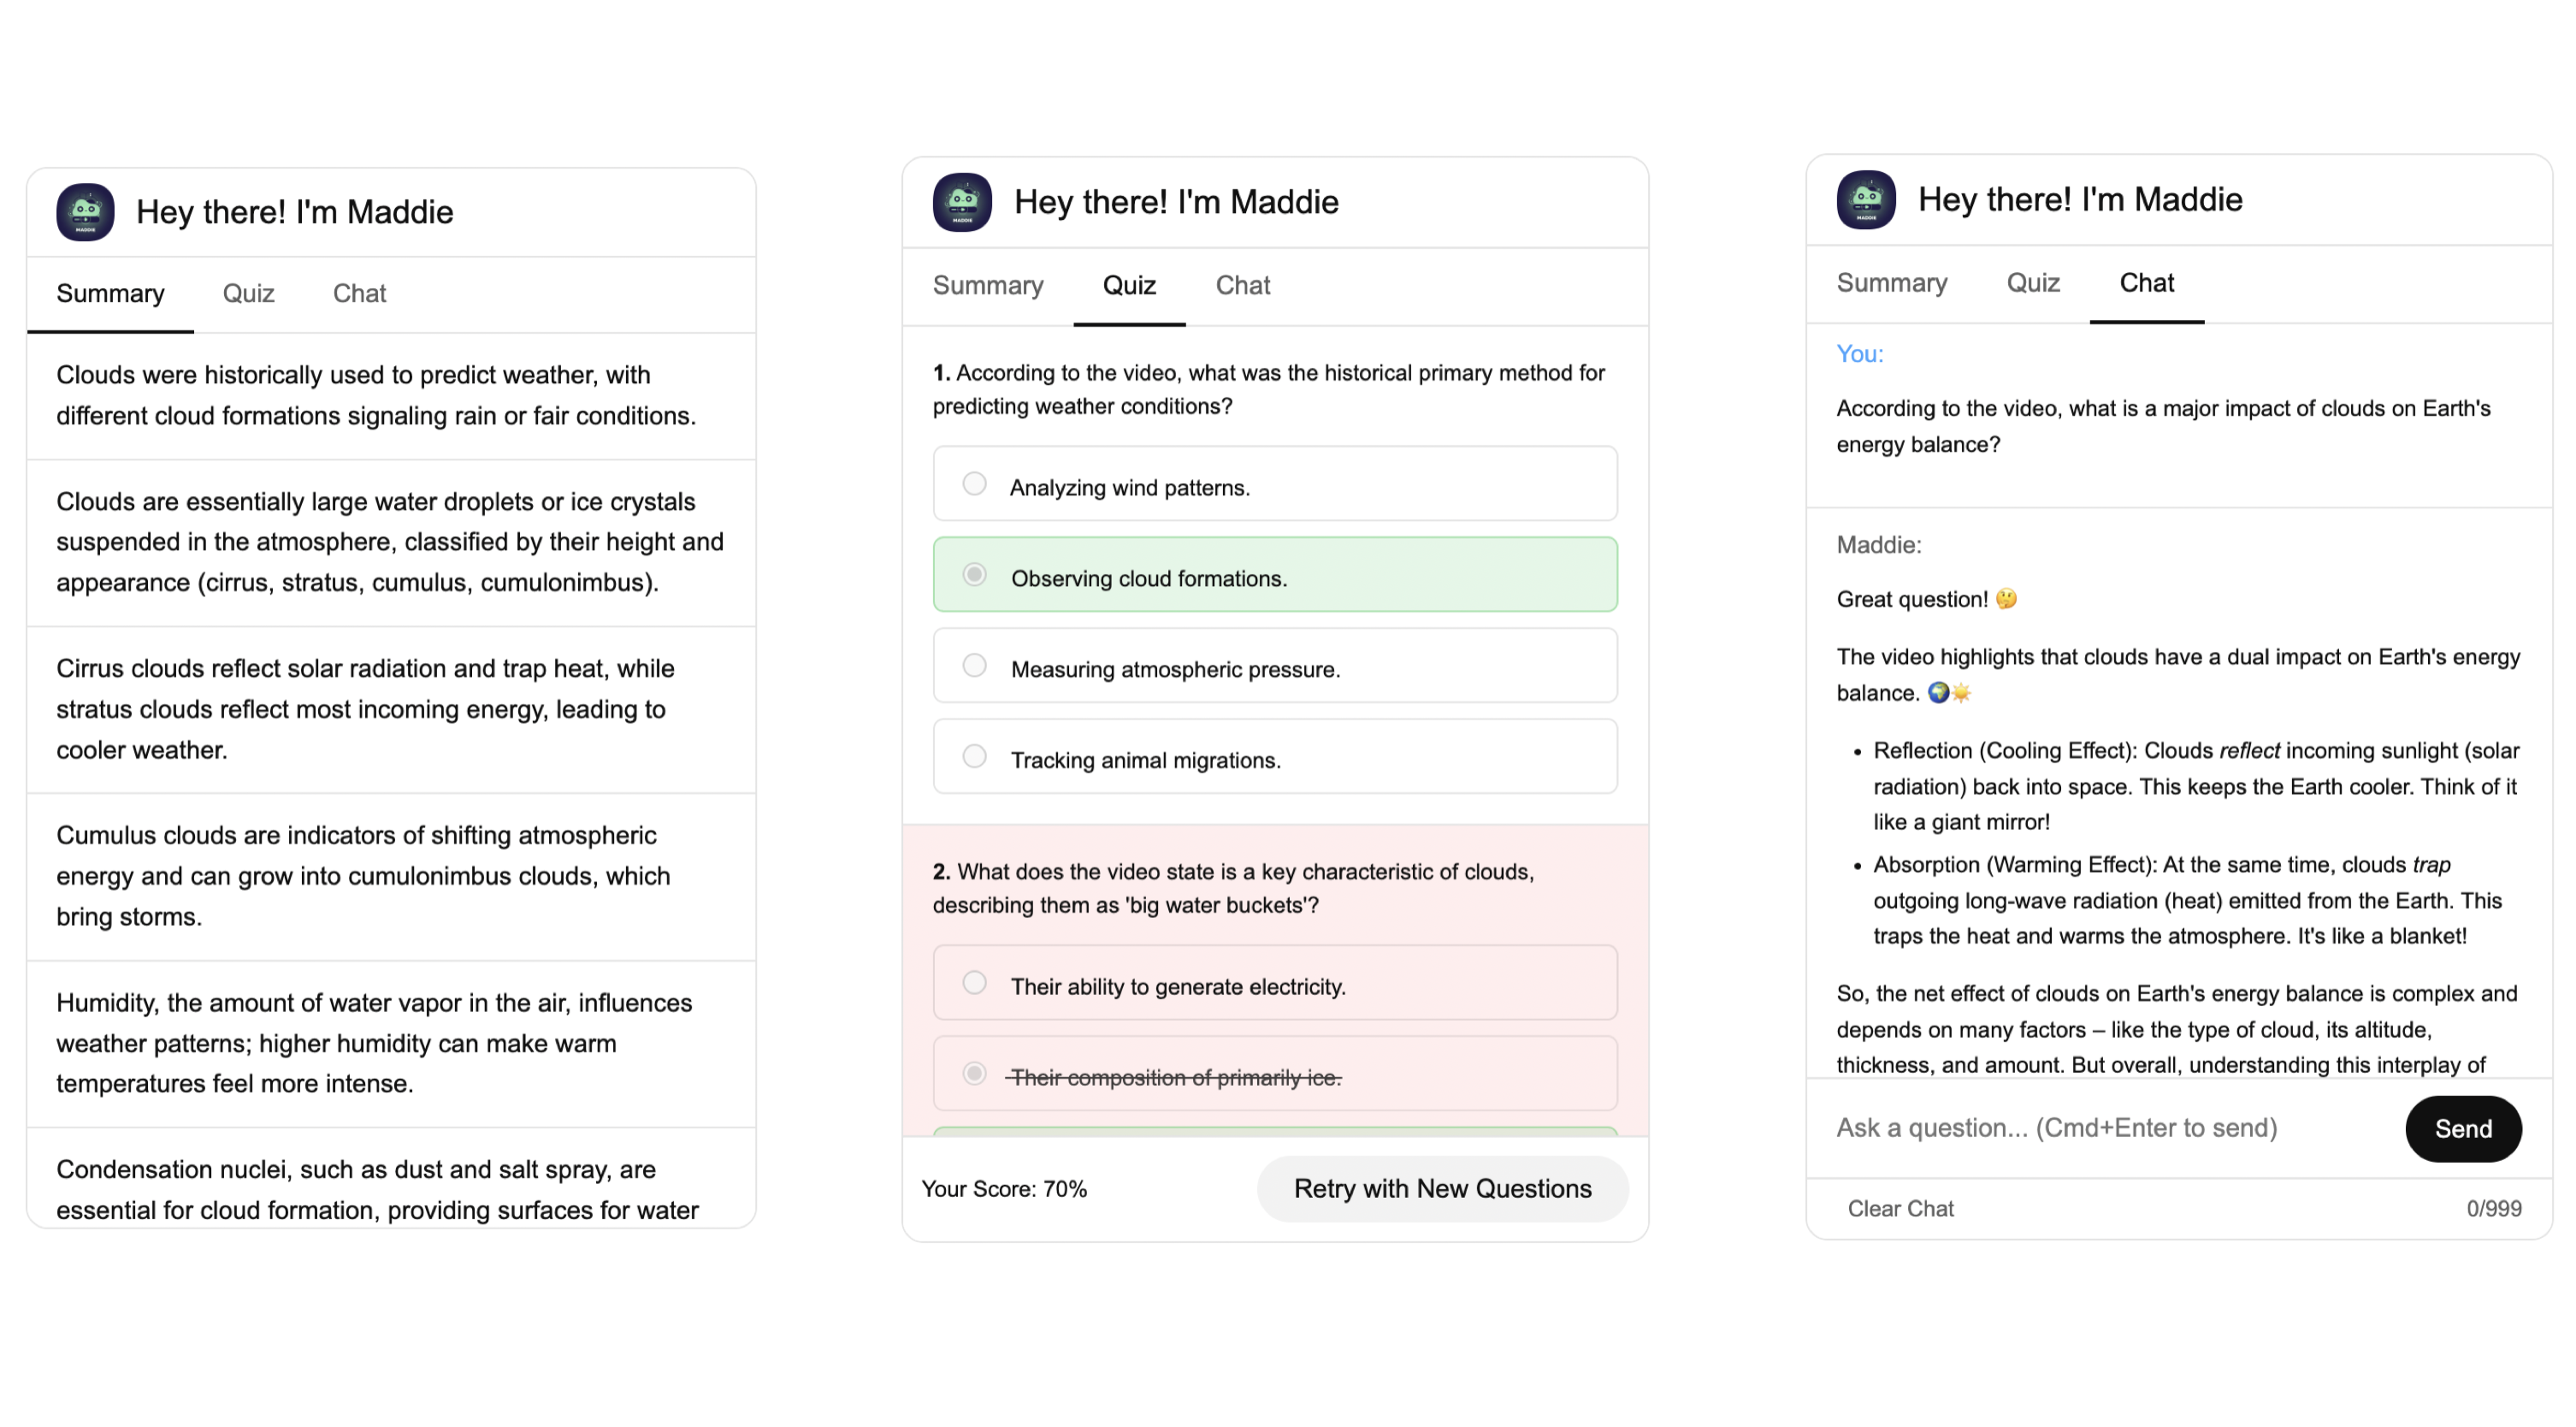 MADDIE
Hey there! I'm Maddie
Summary
Quiz
Chat
Clouds were historically used to predict weather, with
different cloud formations signaling rain or fair conditions.
Clouds are essentially large water droplets or ice crystals
suspended in the atmosphere, classified by their height and
appearance (cirrus, stratus, cumulus, cumulonimbus).
Cirrus clouds reflect solar radiation and trap heat, while
stratus clouds reflect most incoming energy, leading to
cooler weather.
Cumulus clouds are indicators of shifting atmospheric
energy and can grow into cumulonimbus clouds, which
bring storms.
Humidity, the amount of water vapor in the air, influences
weather patterns; higher humidity can make warm
temperatures feel more intense.
Condensation nuclei, such as dust and salt spray, are
essential for cloud formation, providing surfaces for water
MADDIE
Hey there! I'm Maddie
Summary
Quiz
Chat
1. According to the video, what was the historical primary method for
predicting weather conditions?
Analyzing wind patterns.
Observing cloud formations.
Measuring atmospheric pressure.
Tracking animal migrations.
2. What does the video state is a key characteristic of clouds,
describing them as 'big water buckets'?
Their ability to generate electricity.
Their composition of primarily ice.
Your Score: 70%
Retry with New Questions
MADDIE
Hey there! I'm Maddie
Summary
Quiz
Chat
You:
According to the video, what is a major impact of clouds on Earth's
energy balance?
Maddie:
Great question! 🤔
The video highlights that clouds have a dual impact on Earth's energy
balance. 🌍☀️
• Reflection (Cooling Effect): Clouds reflect incoming sunlight (solar
radiation) back into space. This keeps the Earth cooler. Think of it
like a giant mirror!
• Absorption (Warming Effect): At the same time, clouds trap
outgoing long-wave radiation (heat) emitted from the Earth. This
traps the heat and warms the atmosphere. It's like a blanket!
So, the net effect of clouds on Earth's energy balance is complex and
depends on many factors – like the type of cloud, its altitude,
thickness, and amount. But overall, understanding this interplay of
Ask a question... (Cmd+Enter to send)
Send
Clear Chat
0/999